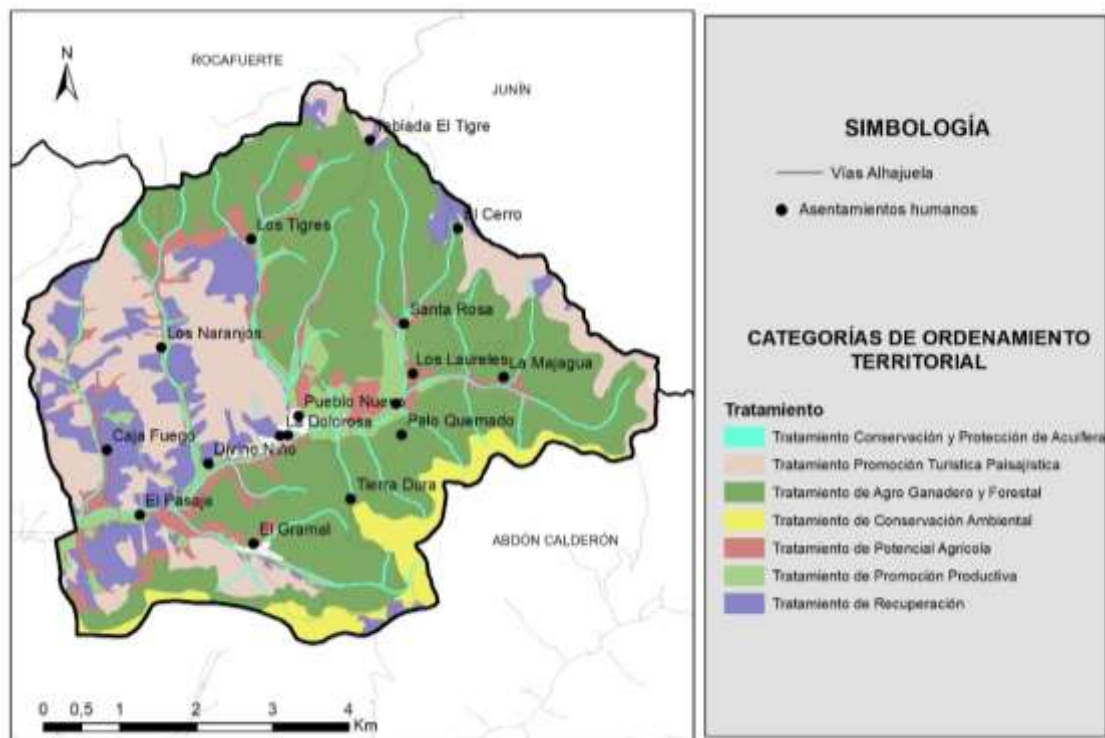 N
ROCAFUERTE
JUNÍN
Tablada El Tigre
El Cerro
Los Tigres
Santa Rosa
Los Naranjos
Los Laureles
La Majagua
Pueblo Nuevo
La Dolorosa
Palo Quemado
Caja Fuego
Divino Niño
Tierra Dura
El Pasaje
El Gramal
ABDÓN CALDERÓN
0 0,5 1 2 3 4
Km
SIMBOLOGÍA
Vías Alhajuela
Asentamientos humanos
CATEGORÍAS DE ORDENAMIENTO
TERRITORIAL
Tratamiento
Tratamiento Conservación y Protección de Acuífera
Tratamiento Promoción Turística Paisajística
Tratamiento de Agro Ganadero y Forestal
Tratamiento de Conservación Ambiental
Tratamiento de Potencial Agrícola
Tratamiento de Promoción Productiva
Tratamiento de Recuperación